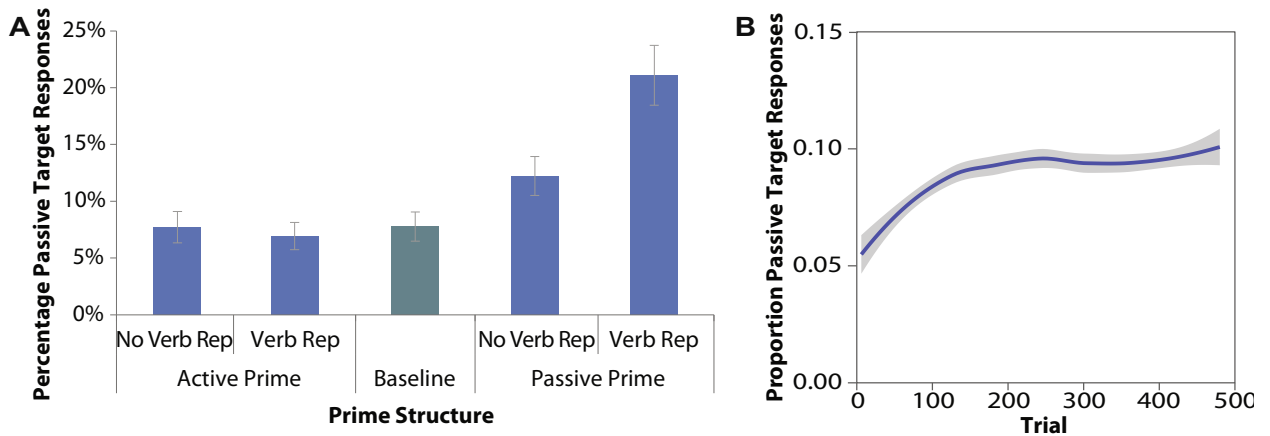 A
Percentage Passive Target Responses
25%
20%
15%
10%
5%
0%
No Verb Rep Verb Rep No Verb Rep Verb Rep
Active Prime Baseline Passive Prime
Prime Structure
B
Proportion Passive Target Responses
0.15
0.10
0.05
0.00
0 100 200 300 400 500
Trial